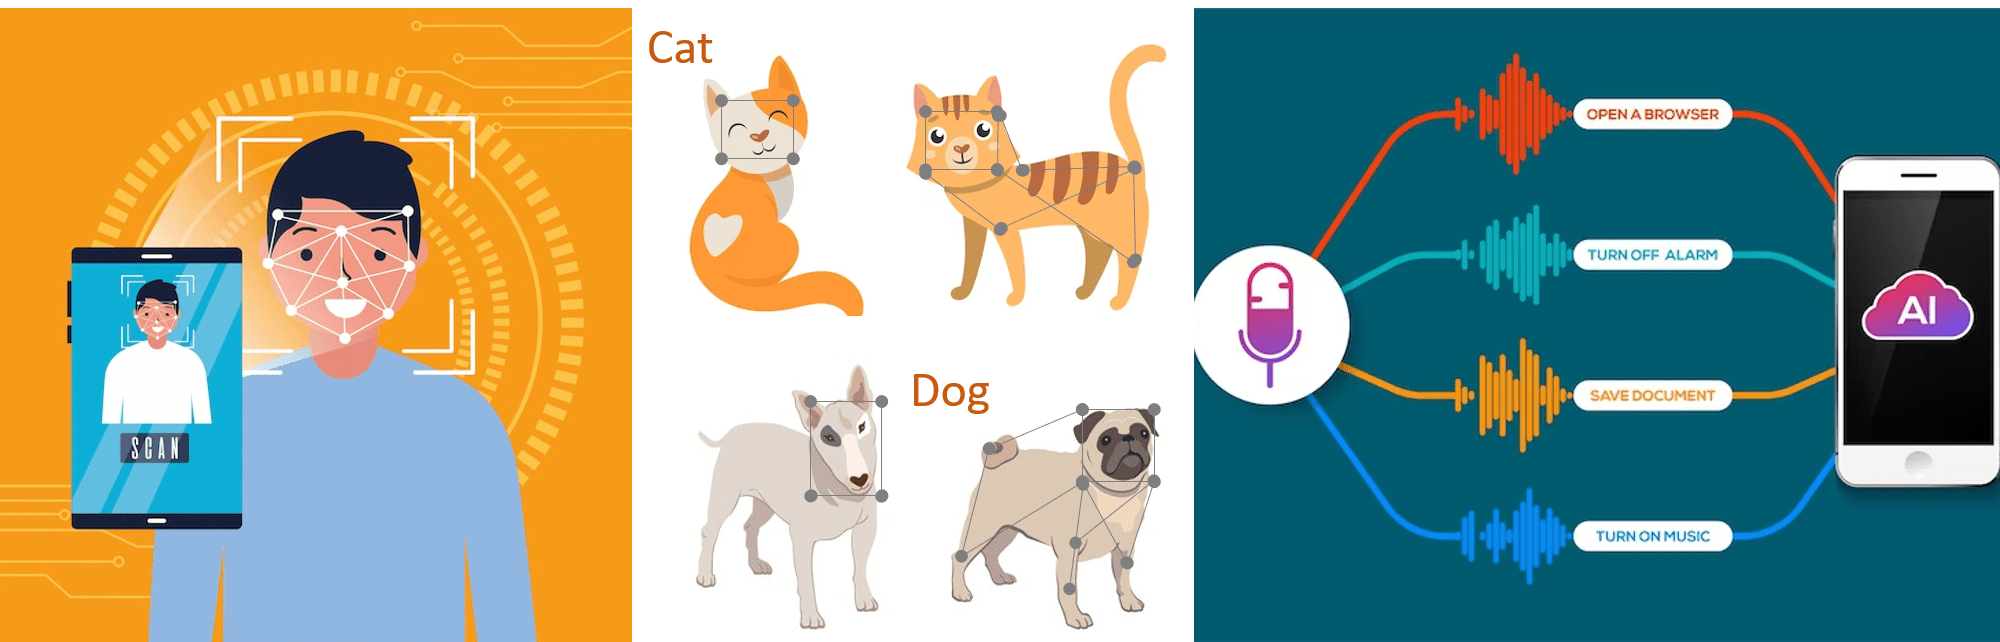 SCAN
Cat
Dog
OPEN A BROWSER
TURN OFF ALARM
SAVE DOCUMENT
TURN ON MUSIC
AI